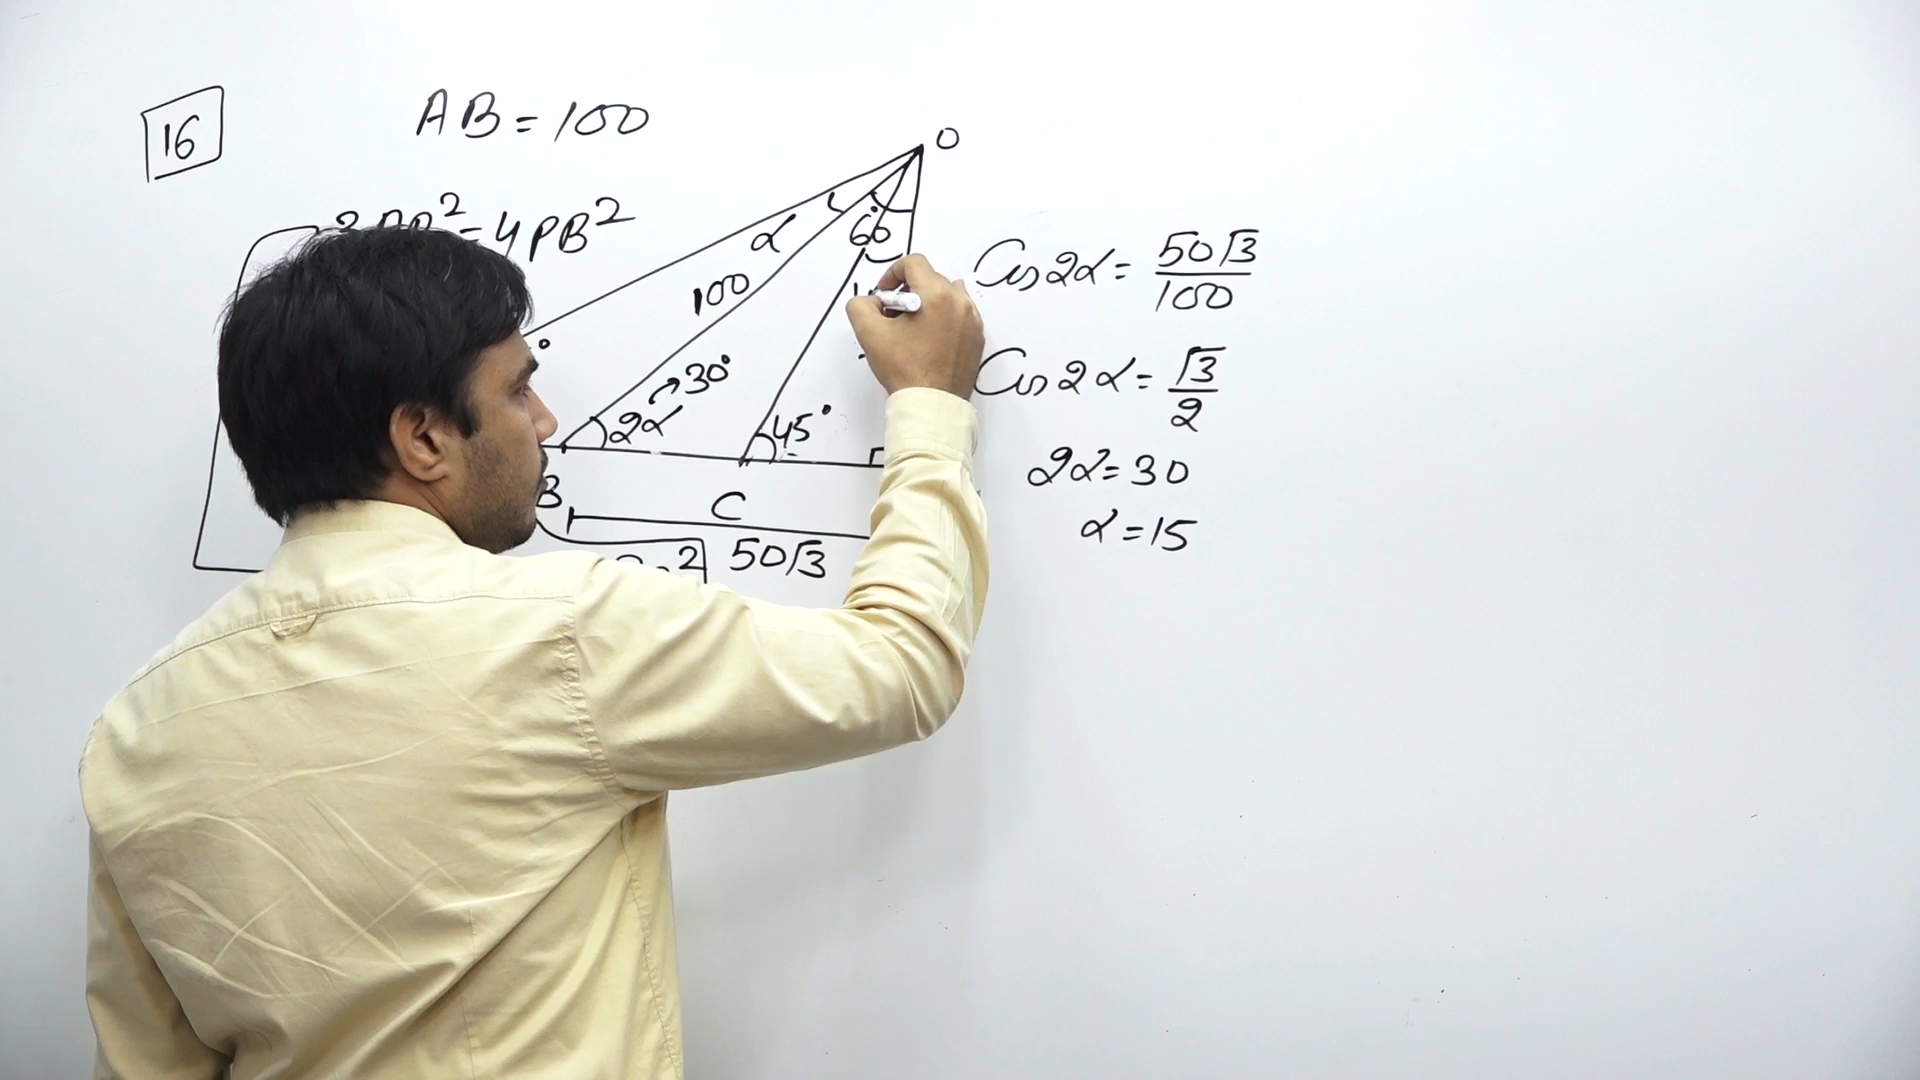 16
AB = 100
O
= 4PB²
α
60°
100
Cos2α = 50√3/100
30°
2α
45°
Cos2α = √3/2
2α = 30
B
C
α = 15
2
50√3